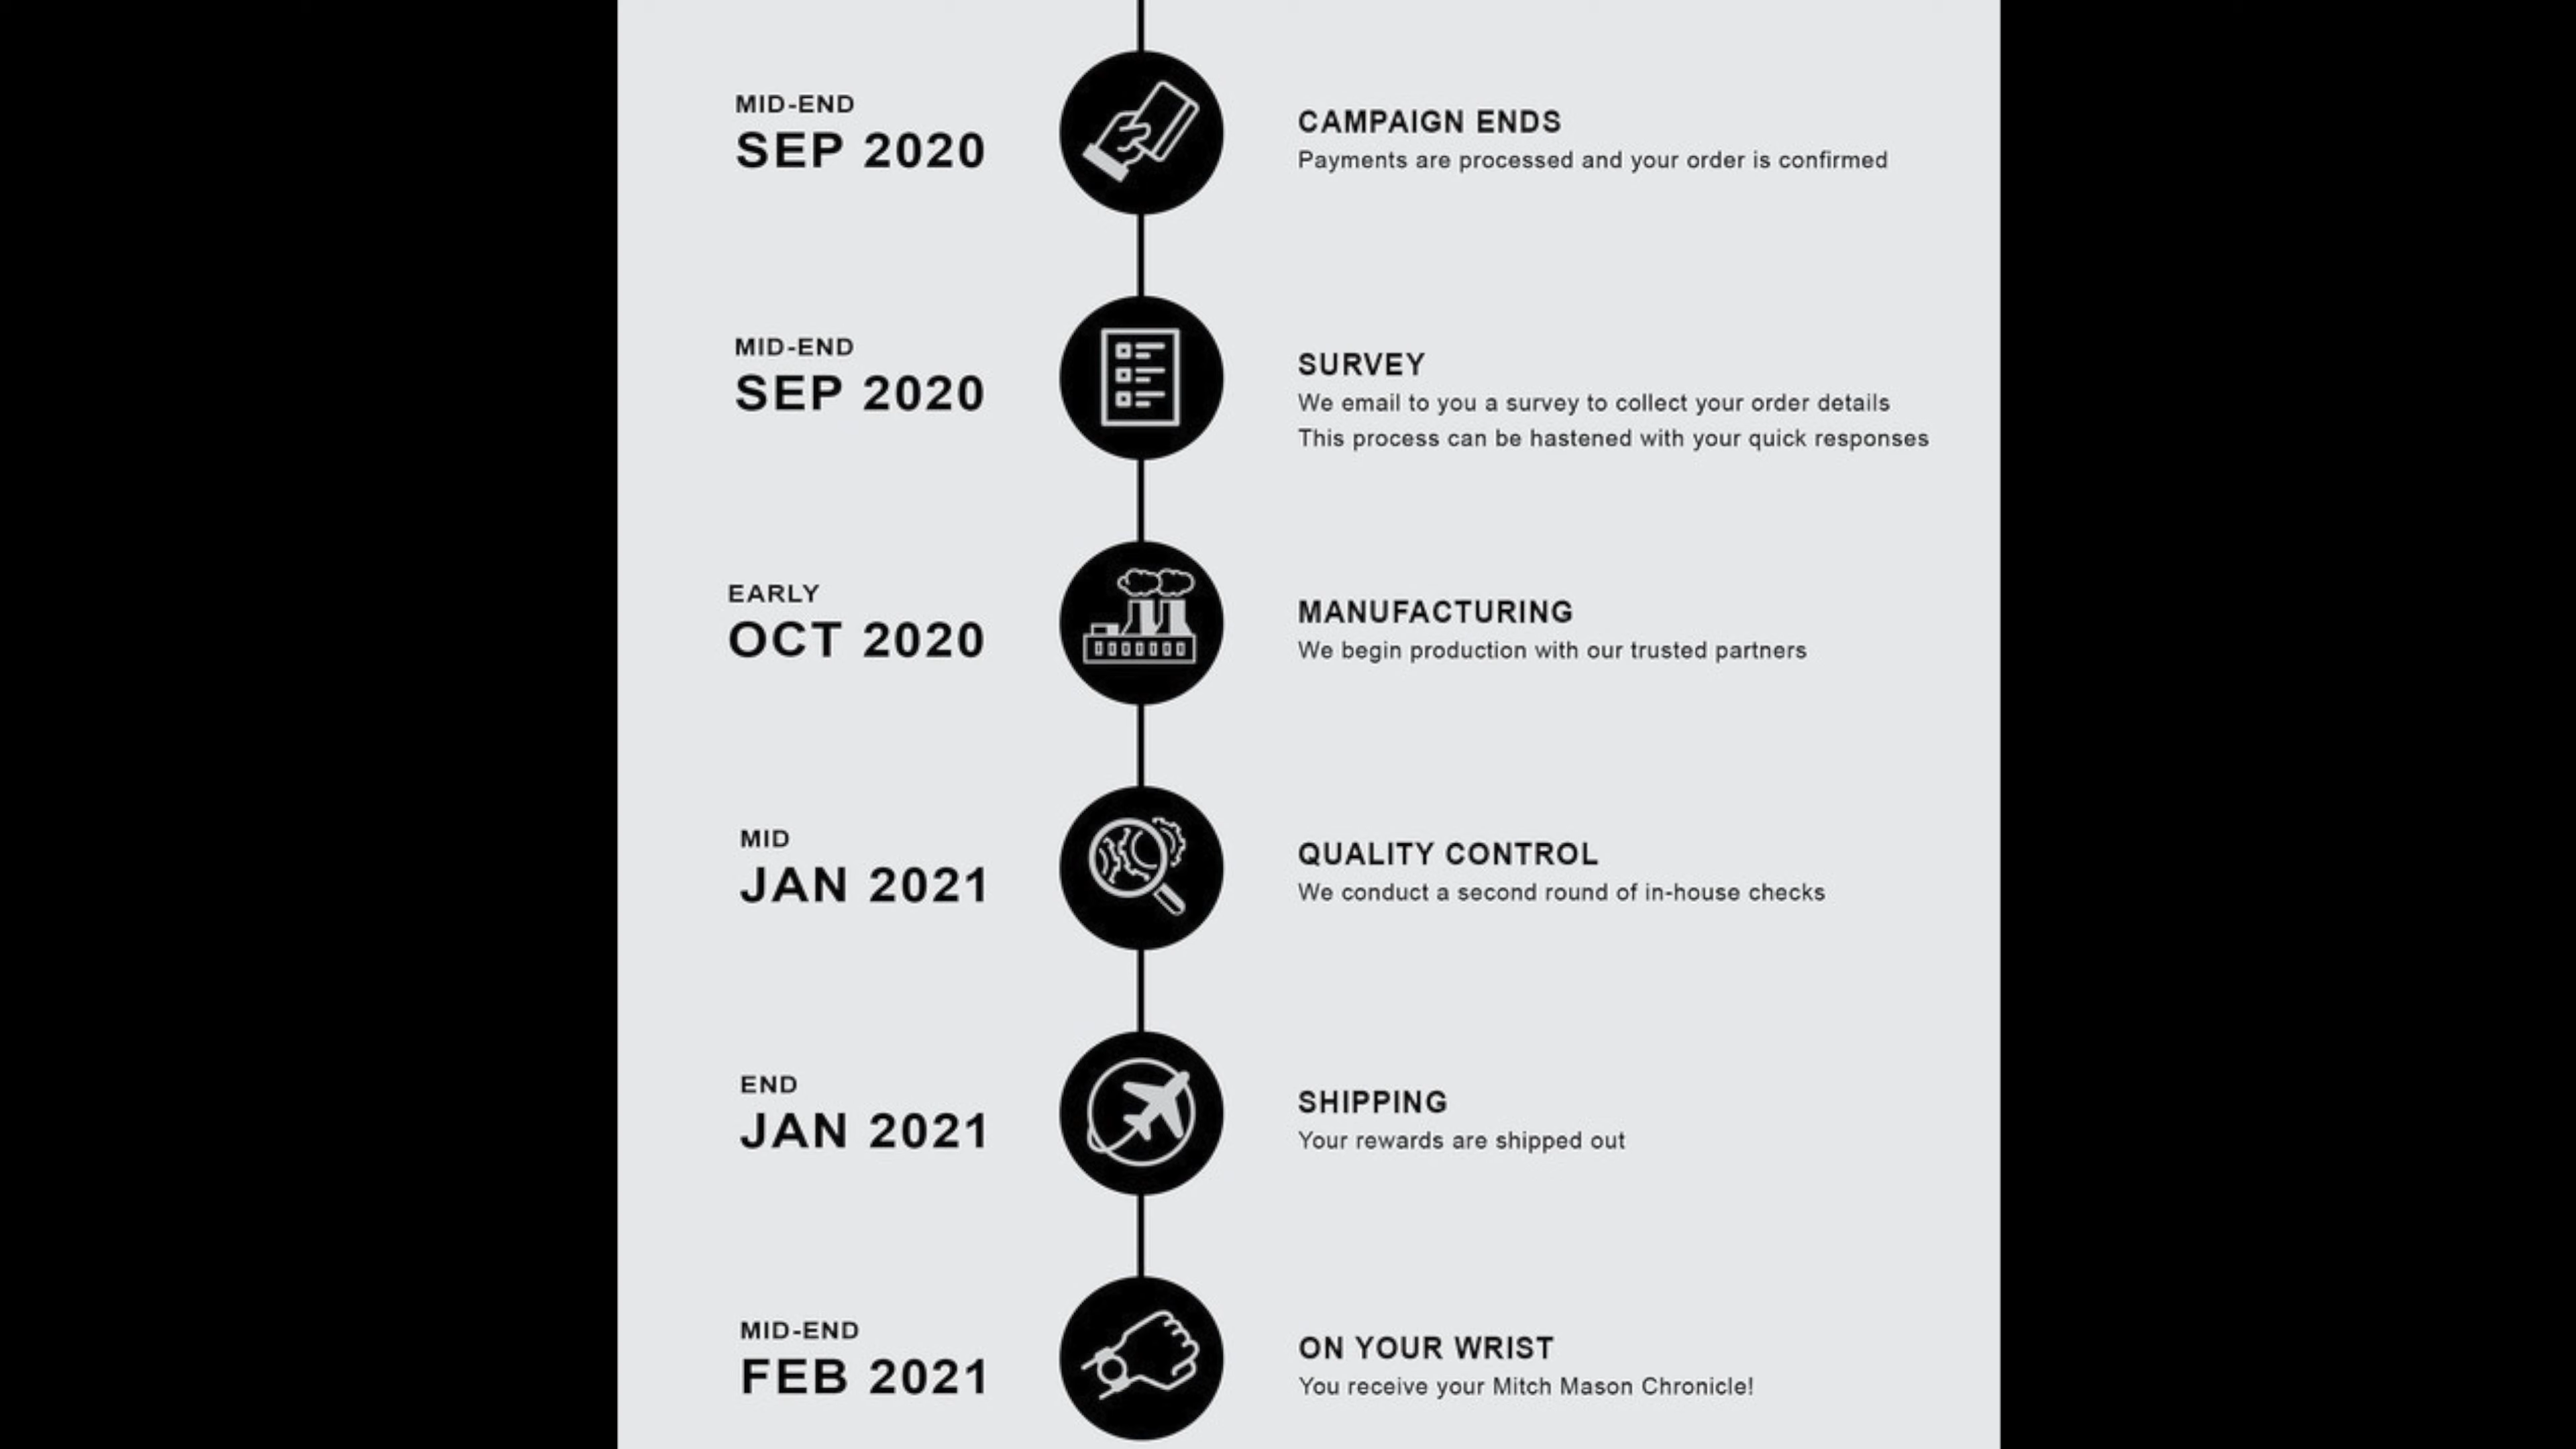 MID-END
SEP 2020
CAMPAIGN ENDS
Payments are processed and your order is confirmed
MID-END
SEP 2020
SURVEY
We email to you a survey to collect your order details
This process can be hastened with your quick responses
EARLY
OCT 2020
MANUFACTURING
We begin production with our trusted partners
MID
JAN 2021
QUALITY CONTROL
We conduct a second round of in-house checks
END
JAN 2021
SHIPPING
Your rewards are shipped out
MID-END
FEB 2021
ON YOUR WRIST
You receive your Mitch Mason Chronicle!